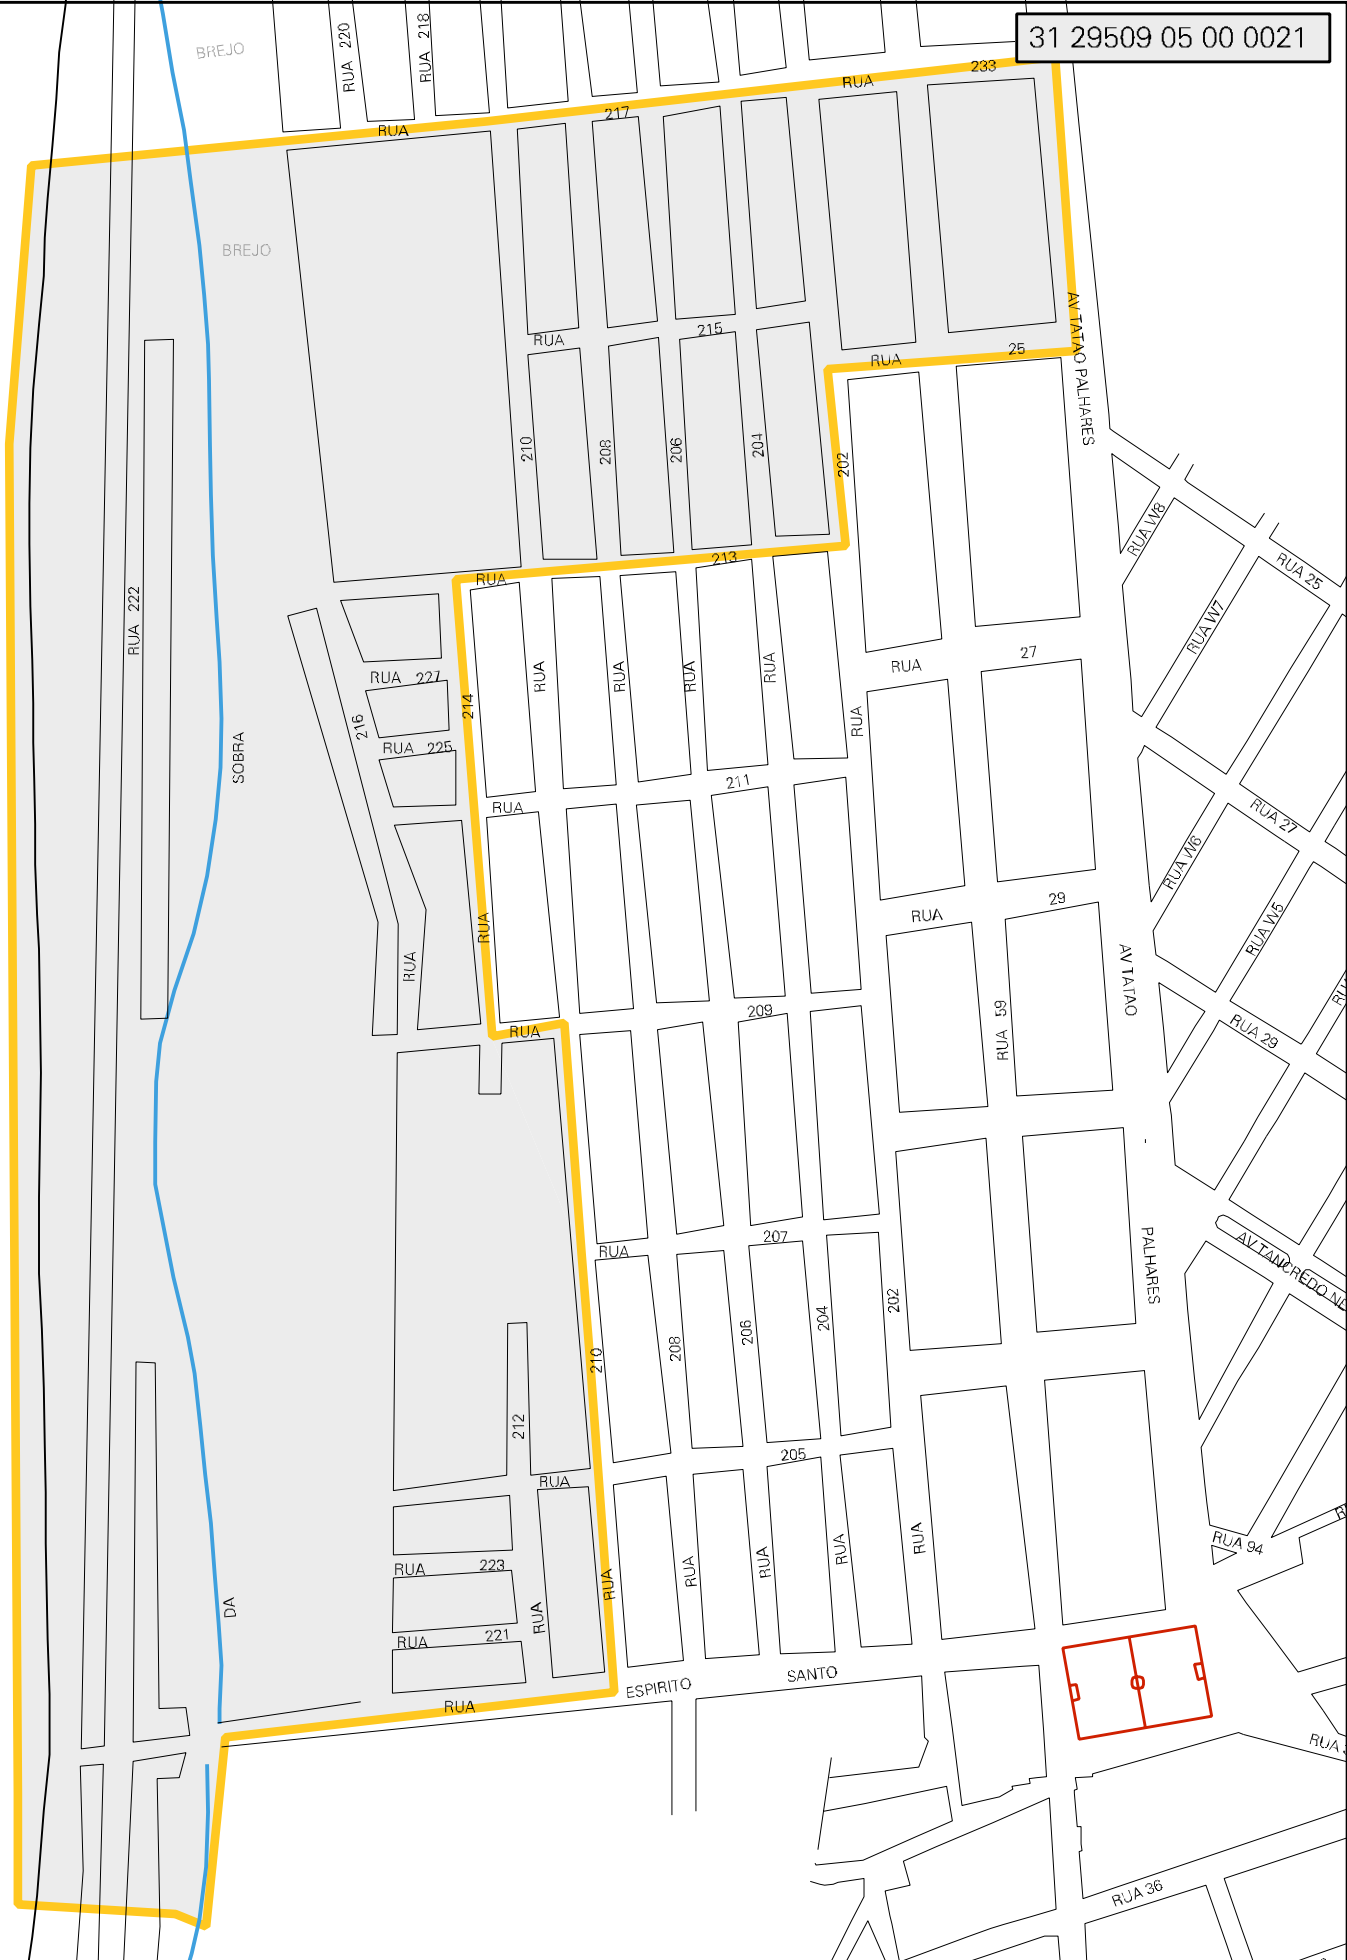 31 29509 05 00 0021
BREJO
RUA 220
RUA 218
233
RUA
217
RUA
BREJO
AV TATAO PALHARES
215
RUA
25
RUA
210
208
206
204
202
RUA W8
213
RUA
RUA 25
RUA 222
RUA W7
27
RUA
RUA
RUA
RUA
RUA
RUA 227
214
216
RUA
RUA 225
SOBRA
211
RUA
RUA 27
RUA W6
29
RUA
RUA W5
RUA
RUA
AV TATAO
209
RUA
RUA 59
RUA 29
207
RUA
PALHARES
AV TANCREDO NE
202
204
206
208
210
212
205
RUA
RUA
RUA
RUA
RUA
RUA
RUA 94
RUA 223
RUA
DA
RUA 221
SANTO
ESPIRITO
RUA
RUA
RUA 36